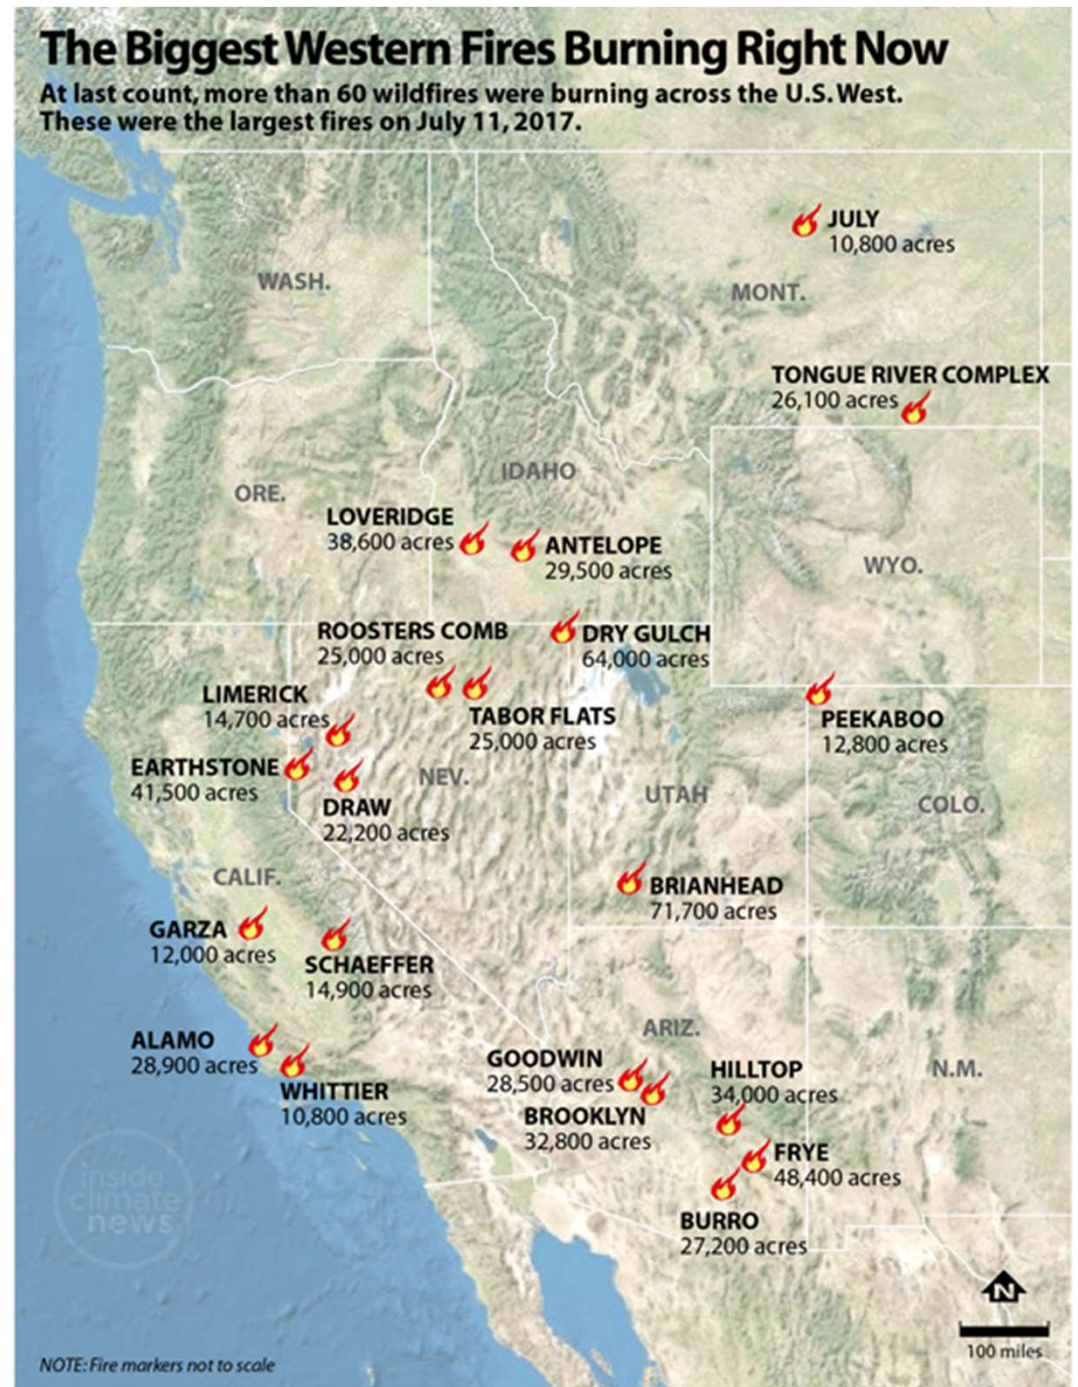 The Biggest Western Fires Burning Right Now
At last count, more than 60 wildfires were burning across the U.S. West.
These were the largest fires on July 11, 2017.
JULY
10,800 acres
WASH.
MONT.
TONGUE RIVER COMPLEX
26,100 acres
IDAHO
ORE.
LOVERIDGE
38,600 acres
ANTELOPE
29,500 acres
WYO.
ROOSTERS COMB
25,000 acres
DRY GULCH
64,000 acres
LIMERICK
14,700 acres
TABOR FLATS
25,000 acres
PEEKABOO
12,800 acres
EARTHSTONE
41,500 acres
NEV.
DRAW
22,200 acres
UTAH
COLO.
CALIF.
BRIANHEAD
71,700 acres
GARZA
12,000 acres
SCHAEFFER
14,900 acres
ALAMO
28,900 acres
WHITTIER
10,800 acres
ARIZ.
GOODWIN
28,500 acres
BROOKLYN
32,800 acres
HILLTOP
34,000 acres
N.M.
FRYE
48,400 acres
BURRO
27,200 acres
inside
climate
news
N
100 miles
NOTE: Fire markers not to scale